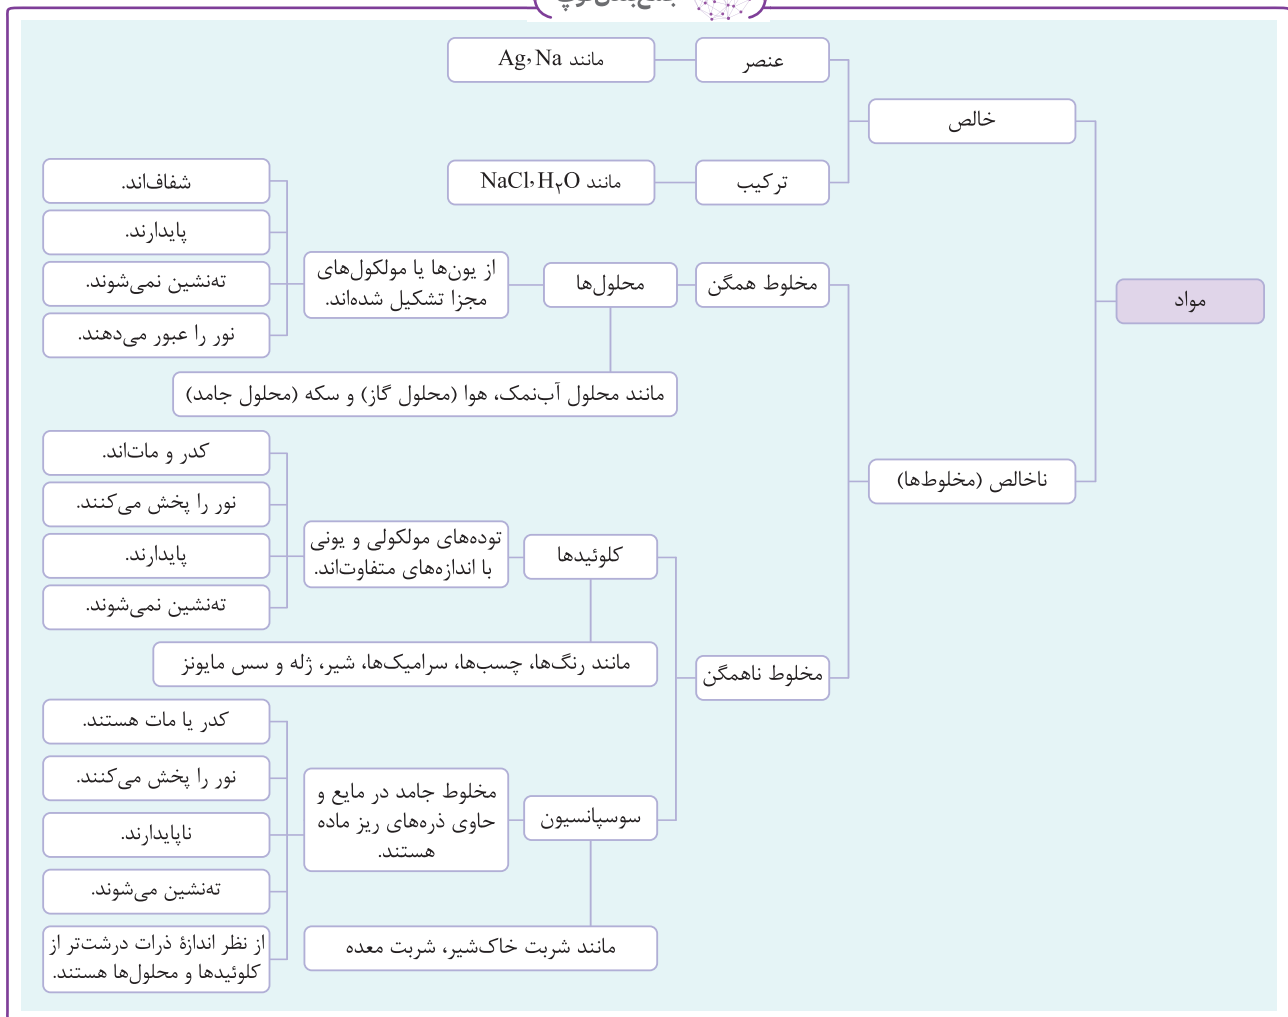 جمع‌بندی توپ
مواد
خالص
عنصر
مانند Ag، Na
ترکیب
مانند NaCl، H۲O
ناخالص (مخلوط‌ها)
مخلوط همگن
محلول‌ها
از یون‌ها یا مولکول‌های
مجزا تشکیل شده‌اند.
شفاف‌اند.
پایدارند.
ته‌نشین نمی‌شوند.
نور را عبور می‌دهند.
مانند محلول آب‌نمک، هوا (محلول گاز) و سکه (محلول جامد)
مخلوط ناهمگن
کلوئیدها
توده‌های مولکولی و یونی
با اندازه‌های متفاوت‌اند.
کدر و مات‌اند.
نور را پخش می‌کنند.
پایدارند.
ته‌نشین نمی‌شوند.
مانند رنگ‌ها، چسب‌ها، سرامیک‌ها، شیر، ژله و سس مایونز
سوسپانسیون
مخلوط جامد در مایع و
حاوی ذره‌های ریز ماده
هستند.
کدر یا مات هستند.
نور را پخش می‌کنند.
ناپایدارند.
ته‌نشین می‌شوند.
از نظر اندازهٔ ذرات درشت‌تر از
کلوئیدها و محلول‌ها هستند.
مانند شربت خاک‌شیر، شربت معده